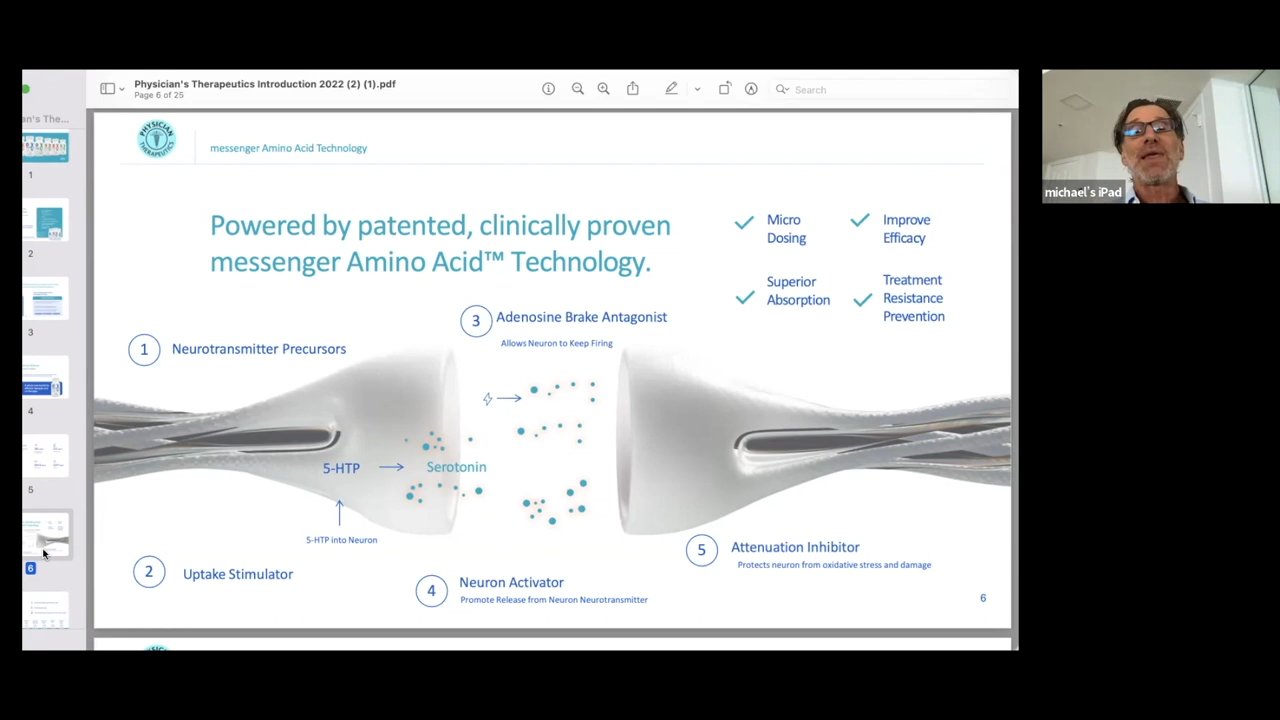 Physician's Therapeutics Introduction 2022 (2) (1).pdf
Page 6 of 25
Search
an's The...
1
2
3
4
5
6
PHYSICIAN
THERAPEUTICS
messenger Amino Acid Technology
Powered by patented, clinically proven
messenger Amino Acid™ Technology.
Micro
Dosing
Improve
Efficacy
Superior
Absorption
Treatment
Resistance
Prevention
1
Neurotransmitter Precursors
3
Adenosine Brake Antagonist
Allows Neuron to Keep Firing
5-HTP
Serotonin
5-HTP into Neuron
2
Uptake Stimulator
4
Neuron Activator
Promote Release from Neuron Neurotransmitter
5
Attenuation Inhibitor
Protects neuron from oxidative stress and damage
6
michael's iPad